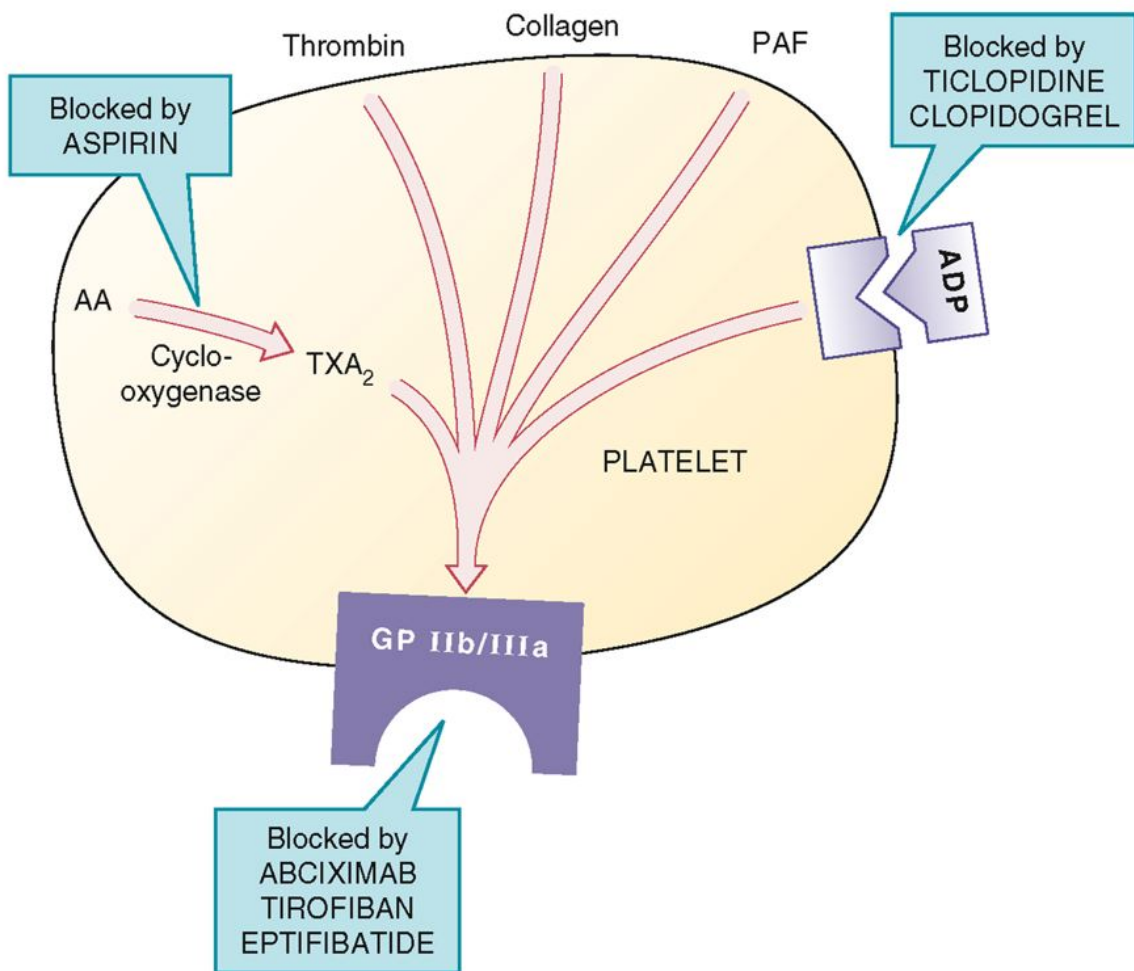 Thrombin
Collagen
PAF
Blocked by
ASPIRIN
Blocked by
TICLOPIDINE
CLOPIDOGREL
ADP
AA
Cyclo-
oxygenase
TXA₂
PLATELET
GP IIb/IIIa
Blocked by
ABCIXIMAB
TIROFIBAN
EPTIFIBATIDE